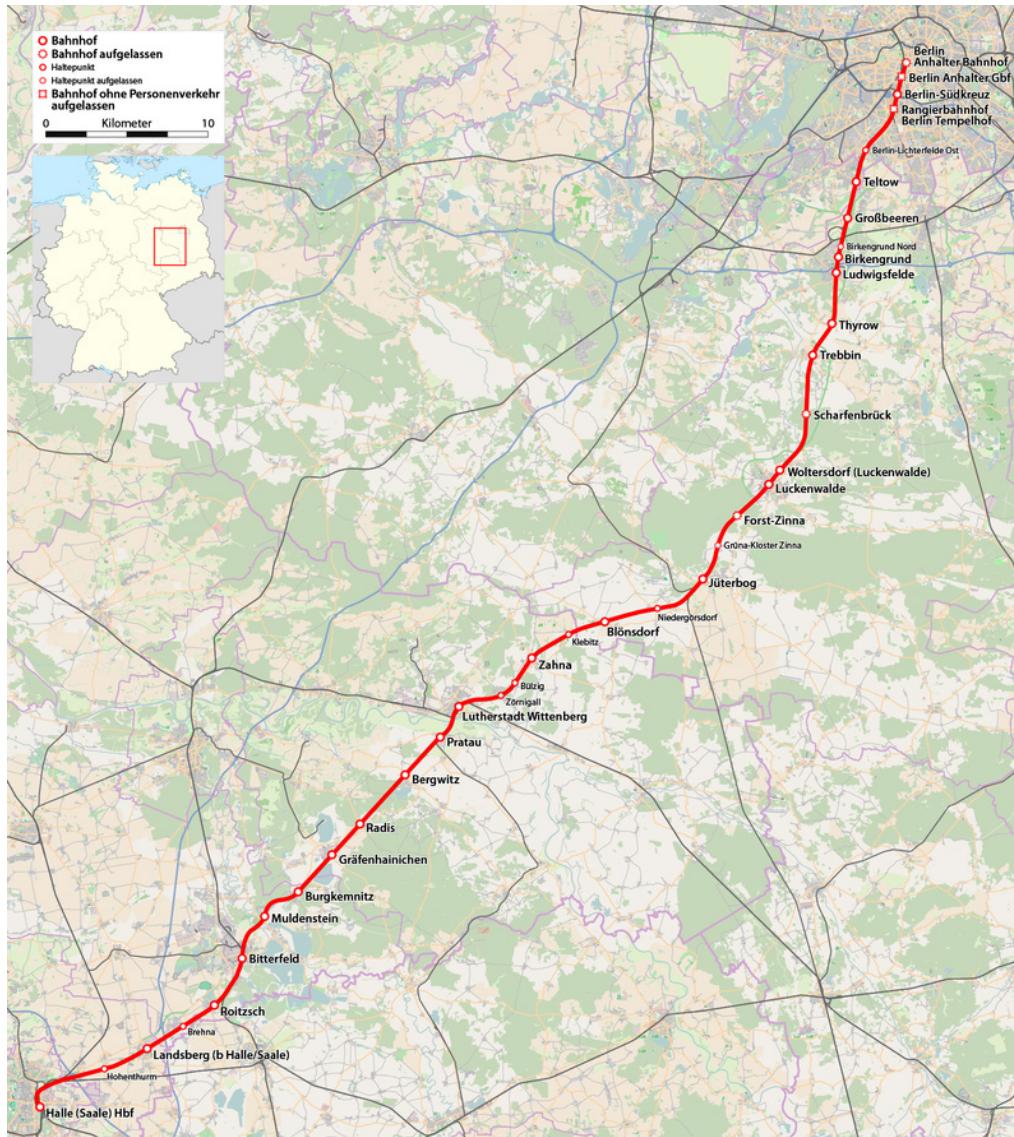 Bahnhof
Bahnhof aufgelassen
Haltepunkt
Haltepunkt aufgelassen
Bahnhof ohne Personenverkehr
aufgelassen
0 Kilometer 10
Berlin
Anhalter Bahnhof
Berlin Anhalter Gbf
Berlin-Südkreuz
Rangierbahnhof
Berlin Tempelhof
Berlin-Lichterfelde Ost
Teltow
Großbeeren
Birkengrund Nord
Birkengrund
Ludwigsfelde
Thyrow
Trebbin
Scharfenbrück
Woltersdorf (Luckenwalde)
Luckenwalde
Forst-Zinna
Grüna-Kloster Zinna
Jüterbog
Niedergörsdorf
Blönsdorf
Klebitz
Zahna
Bülzig
Zörnigall
Lutherstadt Wittenberg
Pratau
Bergwitz
Radis
Gräfenhainichen
Burgkemnitz
Muldenstein
Bitterfeld
Roitzsch
Brehna
Landsberg (b Halle/Saale)
Hohenthurm
Halle (Saale) Hbf